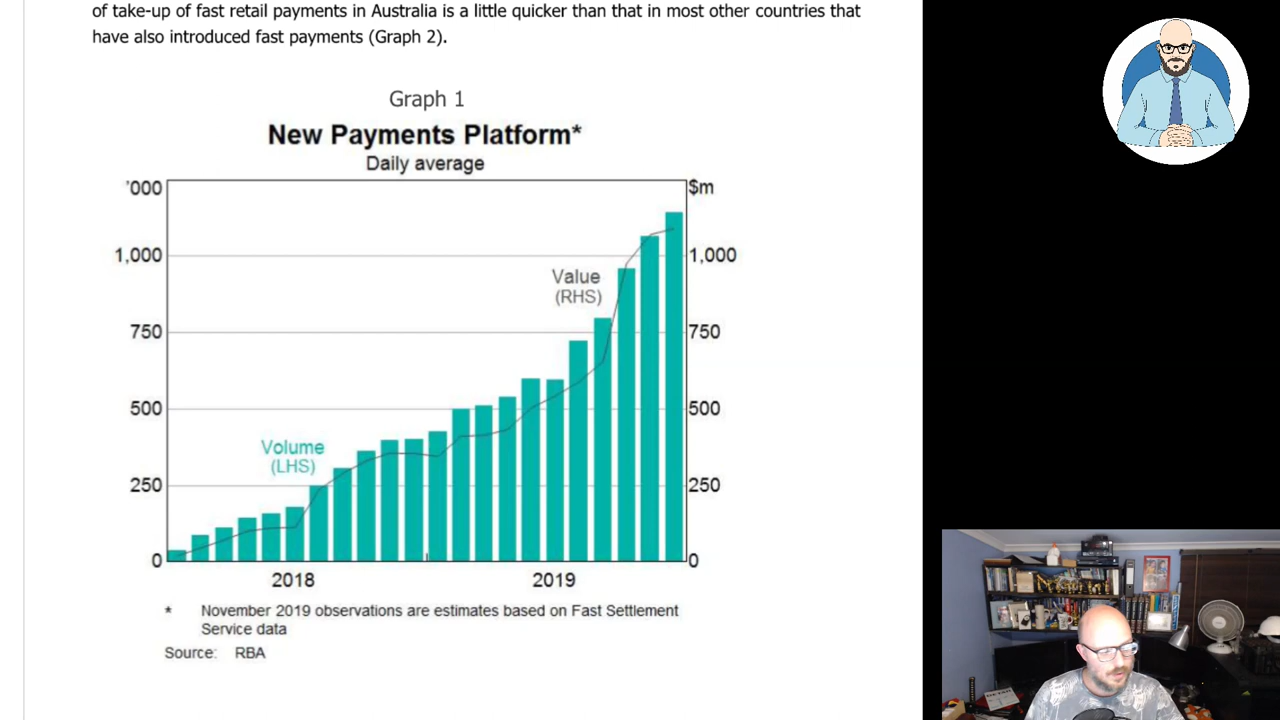 of take-up of fast retail payments in Australia is a little quicker than that in most other countries that
have also introduced fast payments (Graph 2).
Graph 1
New Payments Platform*
Daily average
'000
$m
1,000
1,000
Value
(RHS)
750
750
500
500
Volume
(LHS)
250
250
0
0
2018
2019
* November 2019 observations are estimates based on Fast Settlement
Service data
Source: RBA